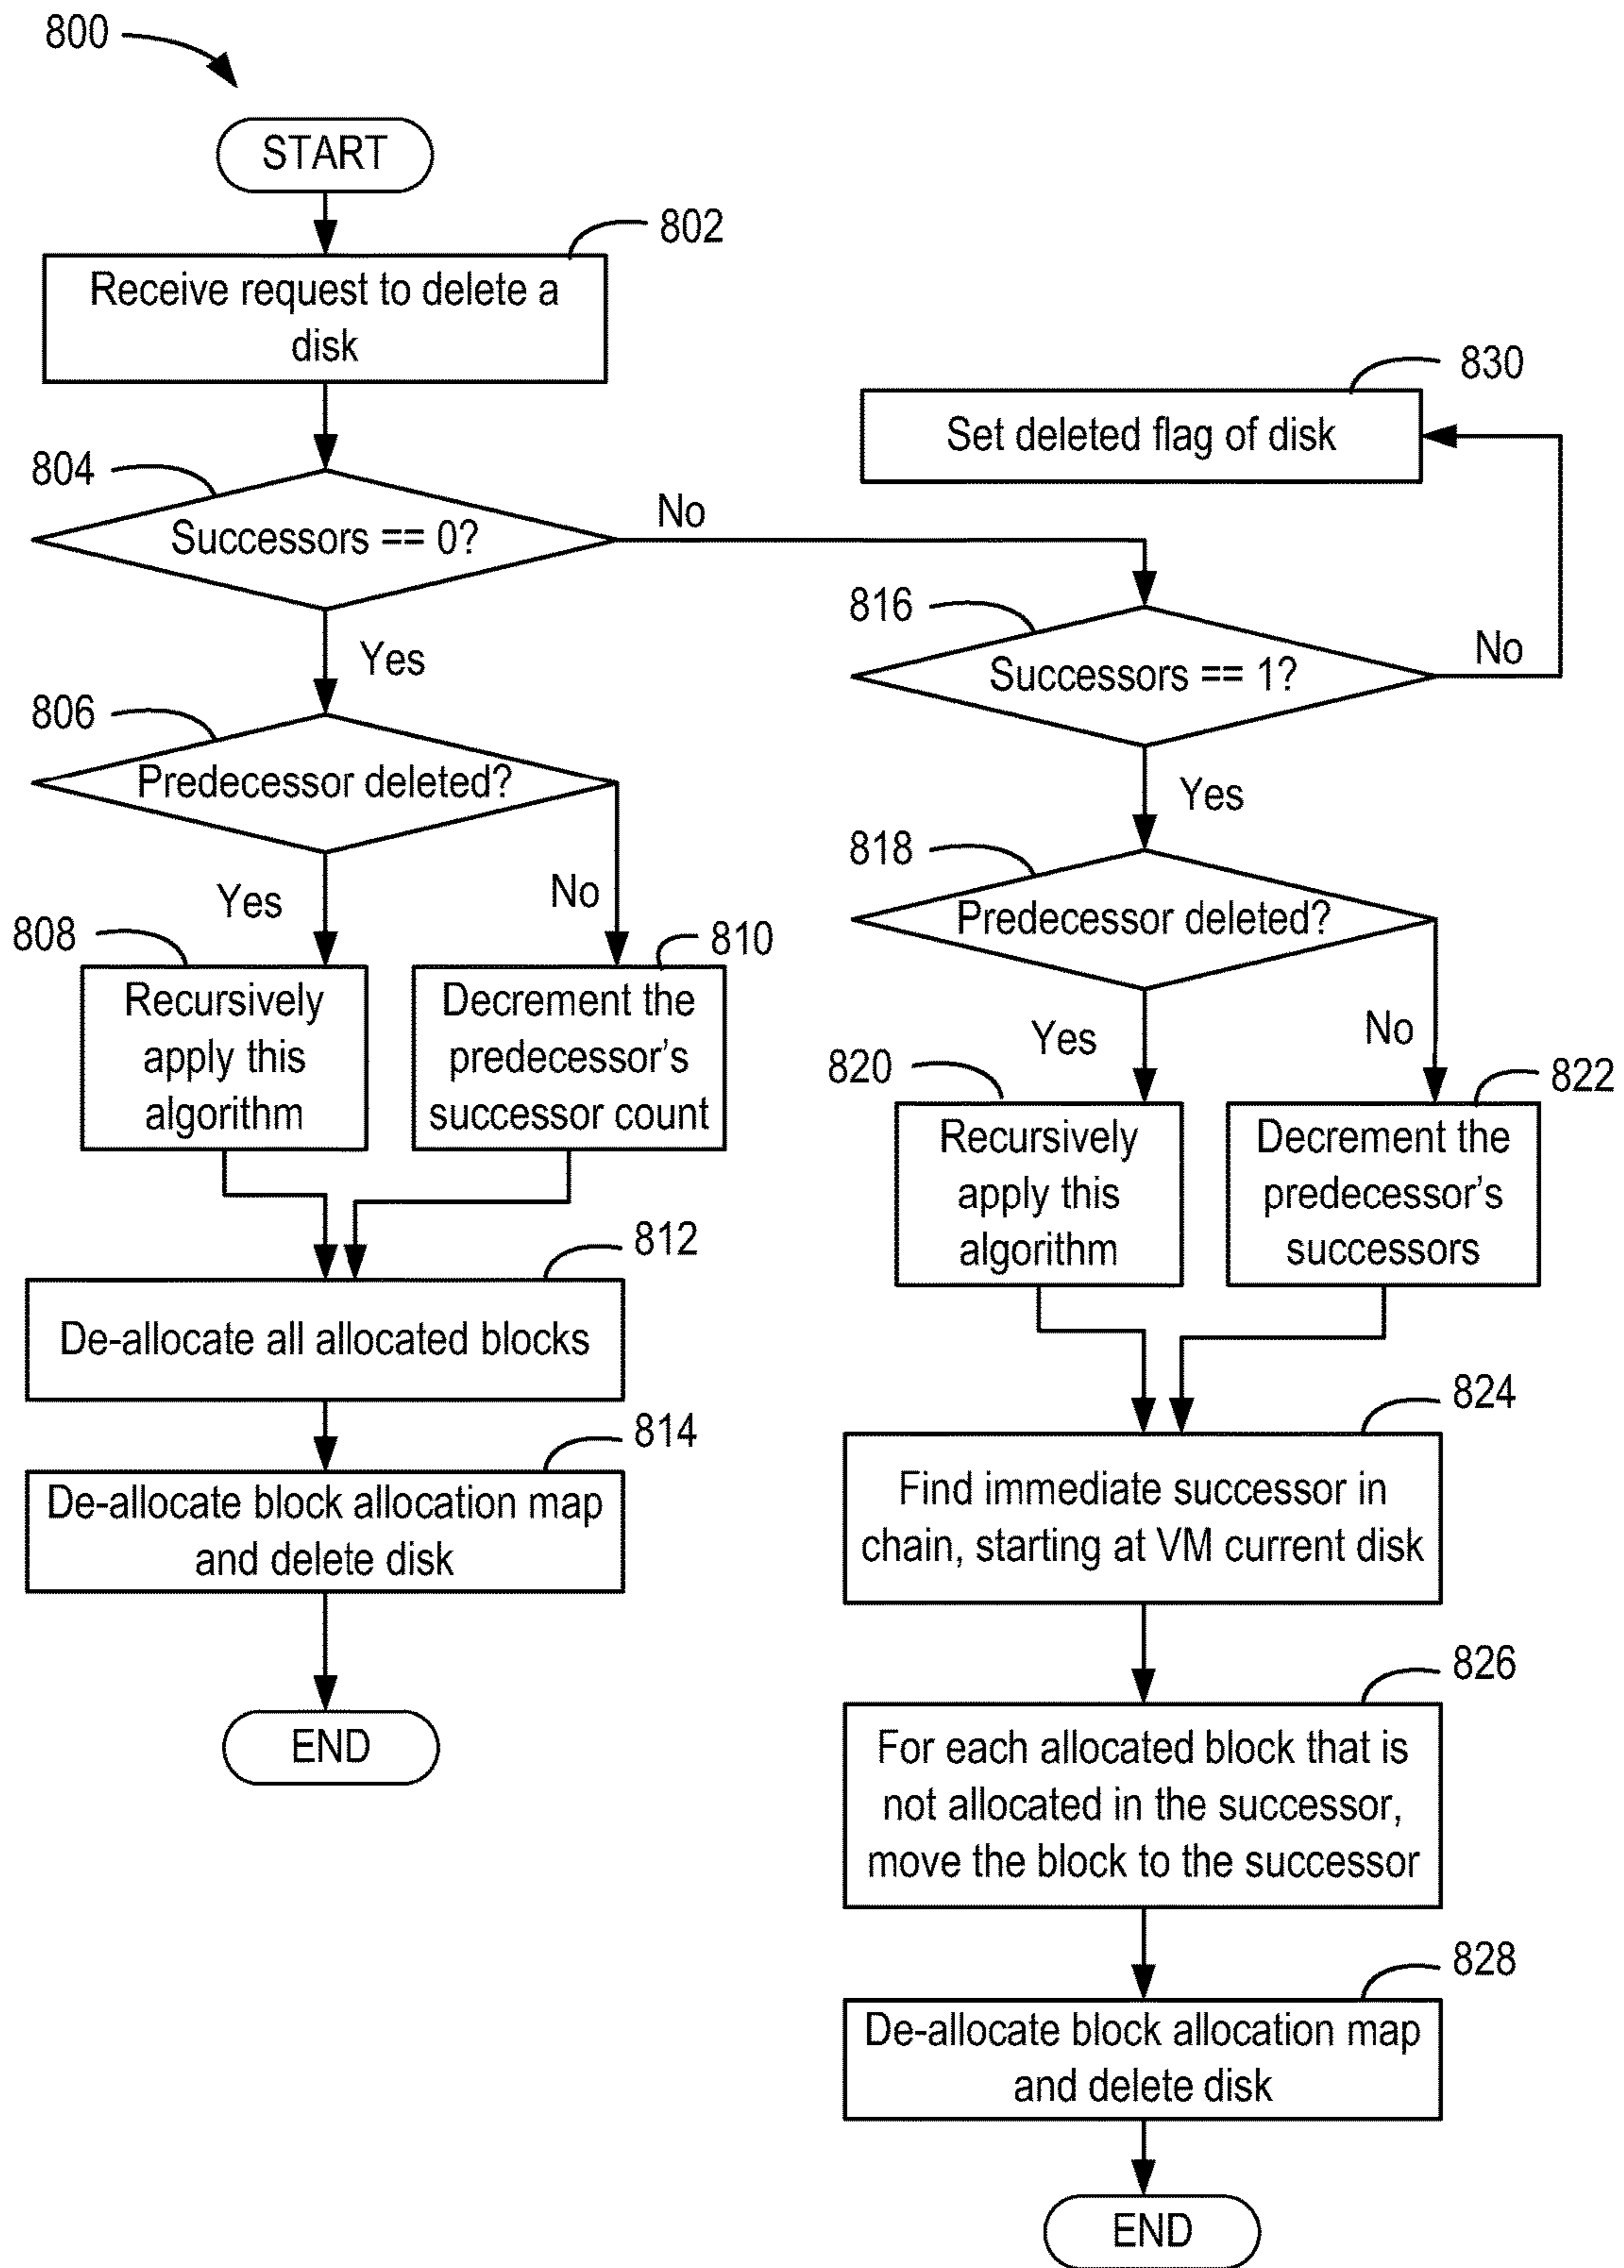 800
START
802
Receive request to delete a
disk
804
Successors == 0?
No
Yes
806
Predecessor deleted?
Yes
No
808
Recursively
apply this
algorithm
810
Decrement the
predecessor's
successor count
812
De-allocate all allocated blocks
814
De-allocate block allocation map
and delete disk
END
830
Set deleted flag of disk
816
Successors == 1?
No
Yes
818
Predecessor deleted?
Yes
No
820
Recursively
apply this
algorithm
822
Decrement the
predecessor's
successors
824
Find immediate successor in
chain, starting at VM current disk
826
For each allocated block that is
not allocated in the successor,
move the block to the successor
828
De-allocate block allocation map
and delete disk
END